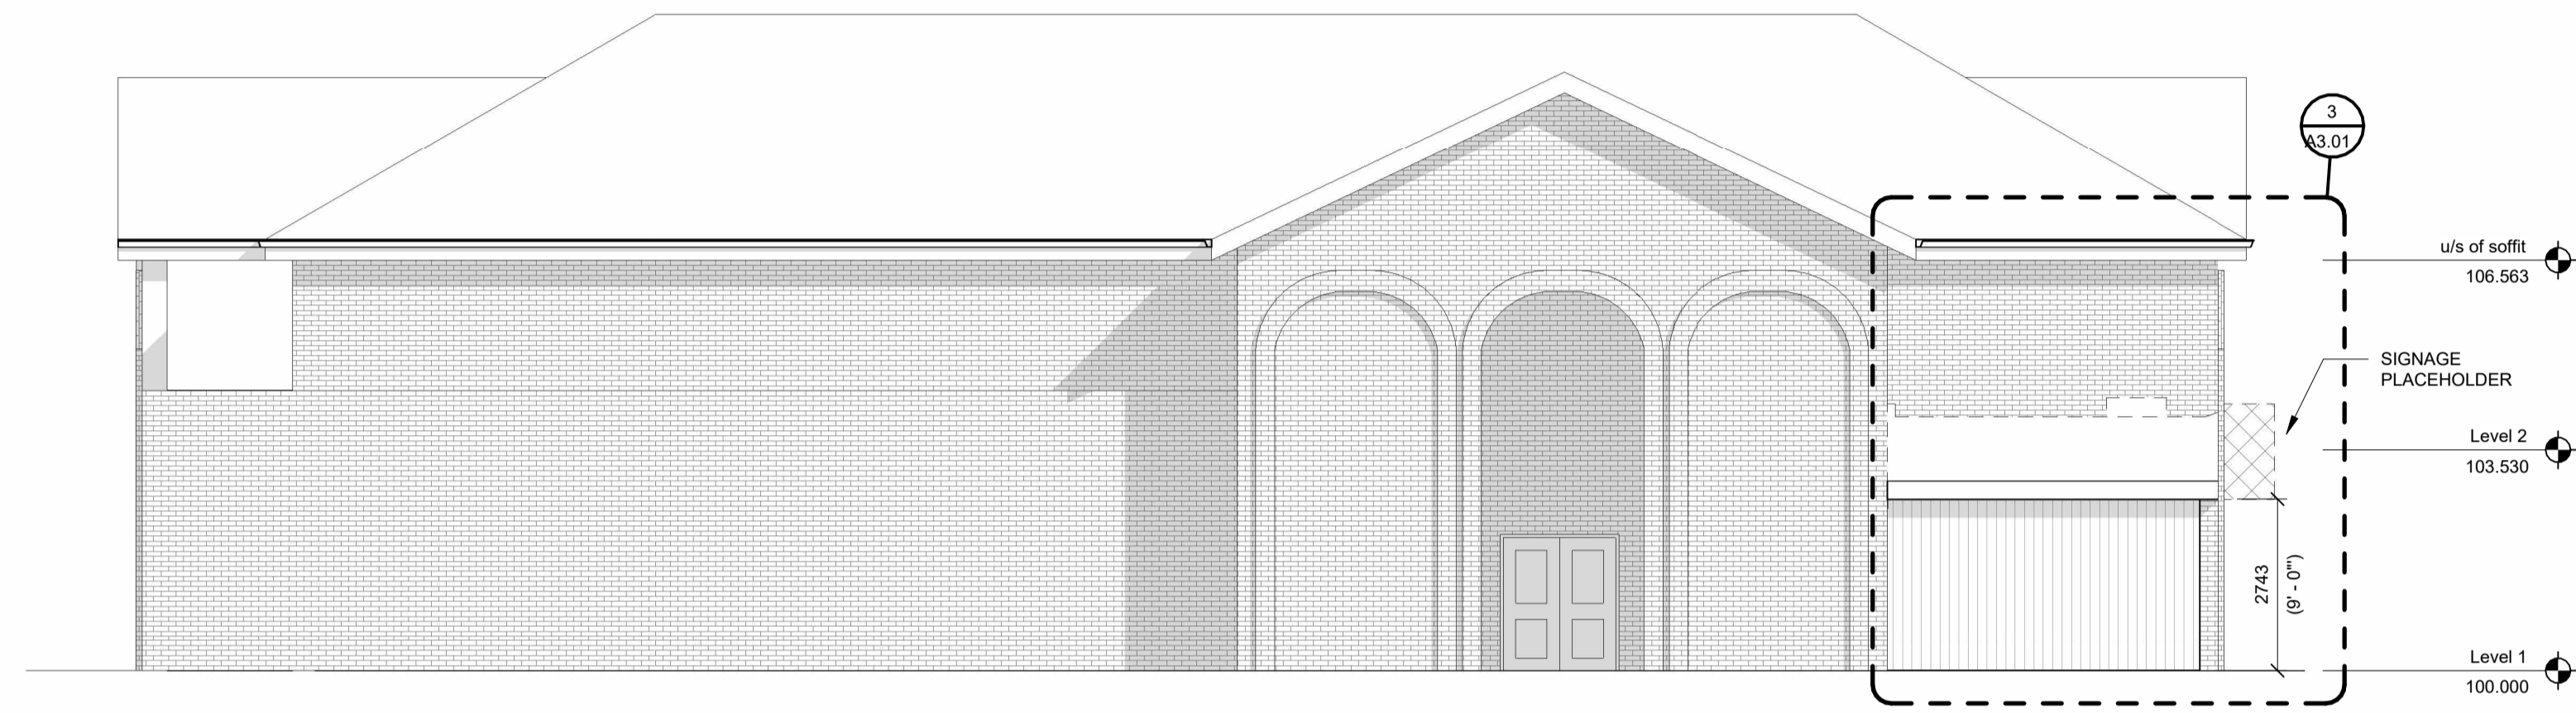 3
A3.01
u/s of soffit
106.563
SIGNAGE
PLACEHOLDER
Level 2
103.530
2743
(9' - 0"')
Level 1
100.000